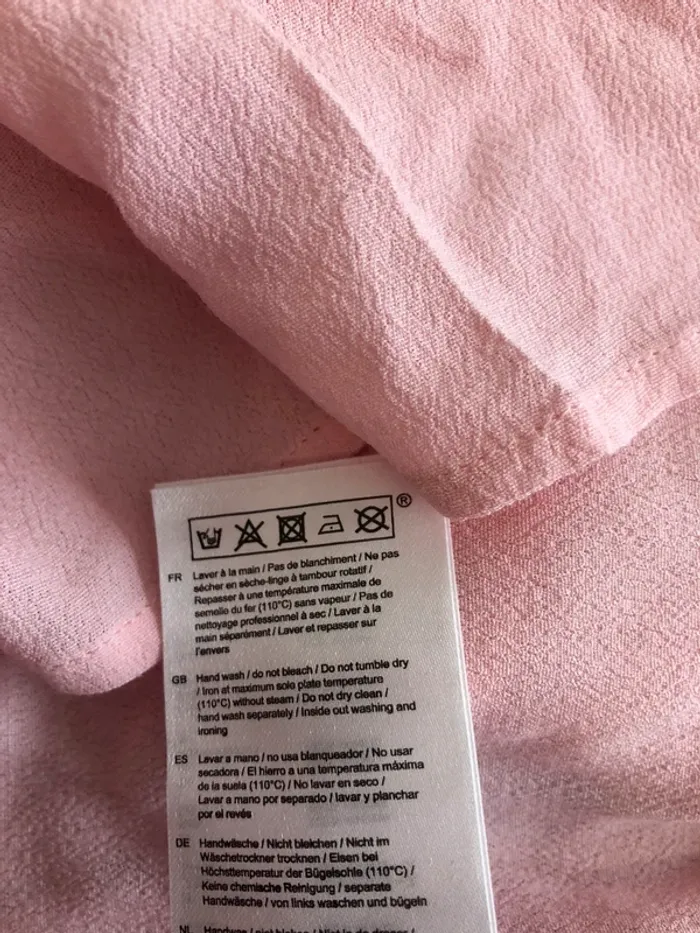 ®
FR Laver à la main / Pas de blanchiment / Ne pas
sécher en sèche-linge à tambour rotatif /
Repasser à une température maximale de
semelle du fer (110°C) sans vapeur / Pas de
nettoyage professionnel à sec / Laver à la
main séparément / Laver et repasser sur
l'envers
GB Hand wash / do not bleach / Do not tumble dry
/ Iron at maximum sole plate temperature
(110°C) without steam / Do not dry clean /
hand wash separately / Inside out washing and
ironing
ES Lavar a mano / no usa blanqueador / No usar
secadora / El hierro a una temperatura máxima
de la suela (110°C) / No lavar en seco /
Lavar a mano por separado / lavar y planchar
por el revés
DE Handwäsche / Nicht bleichen / Nicht im
Wäschetrockner trocknen / Eisen bei
Höchsttemperatur der Bügelsohle (110°C) /
Keine chemische Reinigung / separate
Handwäsche / von links waschen und bügeln
NL